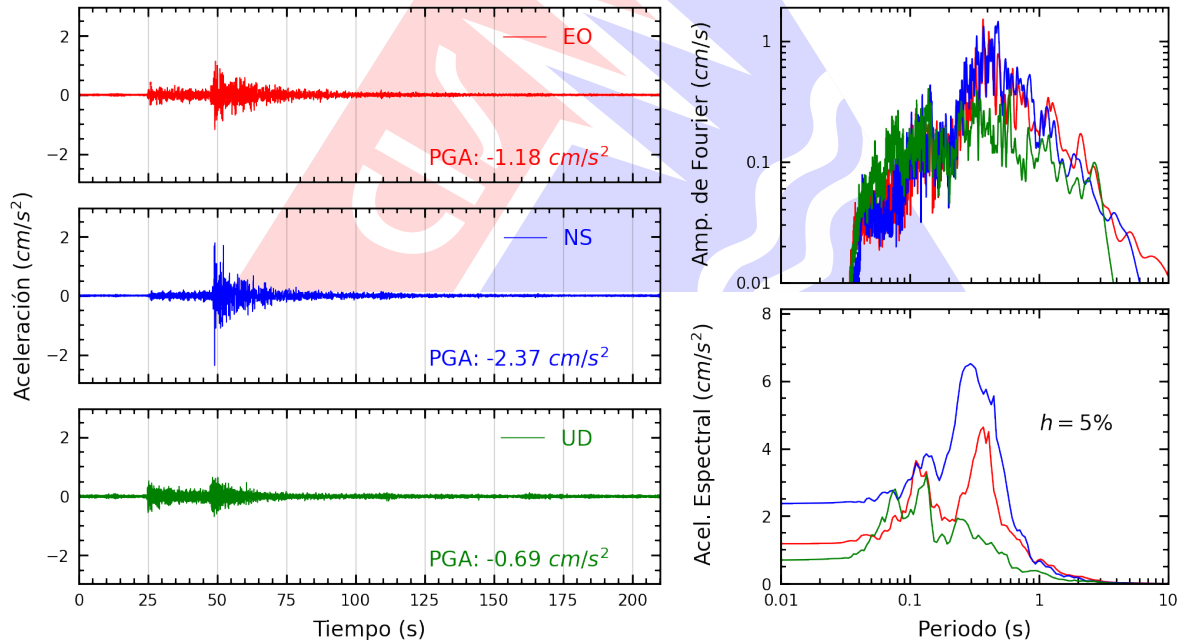 Aceleración (cm/s²)
2
0
−2
EO
PGA: -1.18 cm/s²
2
0
−2
NS
PGA: -2.37 cm/s²
2
0
−2
UD
PGA: -0.69 cm/s²
0 25 50 75 100 125 150 175 200
Tiempo (s)
Amp. de Fourier (cm/s)
1
0.1
0.01
Acel. Espectral (cm/s²)
8
6
4
2
0
h = 5%
0.01 0.1 1 10
Periodo (s)